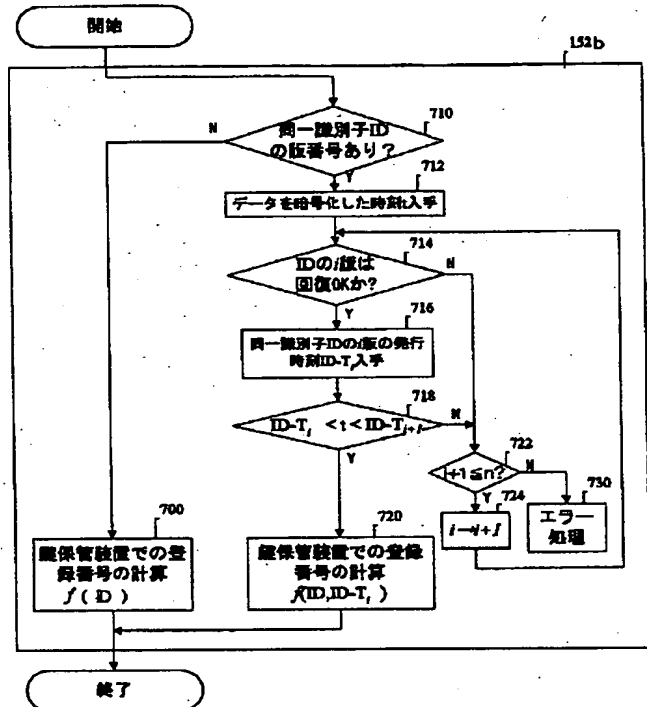 開始
152b
710
N
同一識別子ID
の版番号あり？
Y
712
データを暗号化した時刻t入手
714
IDのi版は
回復OKか?
N
Y
716
同一識別子IDのi版の発行
時刻ID-Ti入手
718
ID-Ti < t < ID-Ti+1
N
Y
722
i+1≦n?
N
Y
724
i→i+1
730
エラー
処理
700
鍵保管装置での登
録番号の計算
f ( ID )
720
鍵保管装置での登録
番号の計算
f(ID,ID-Ti )
終了